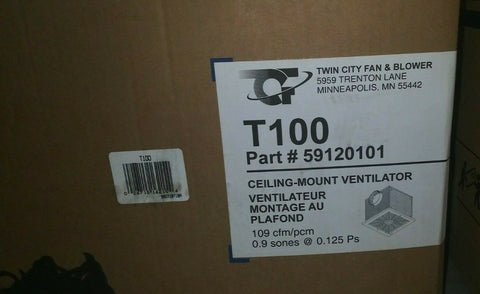 TCF
TWIN CITY FAN & BLOWER
5959 TRENTON LANE
MINNEAPOLIS, MN 55442
T100
Part # 59120101
CEILING-MOUNT VENTILATOR
VENTILATEUR
MONTAGE AU
PLAFOND
109 cfm/pcm
0.9 sones @ 0.125 Ps
T100